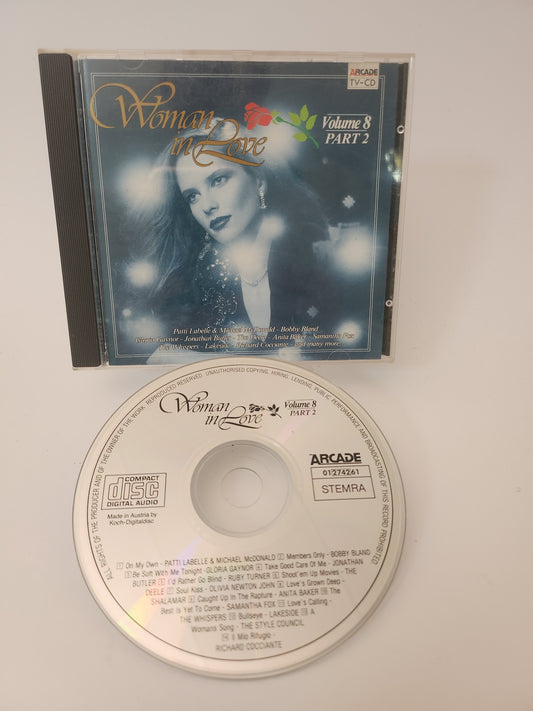 ARCADE
TV-CD
Woman
in Love
Volume 8
PART 2
Patti Labelle & Michael McDonald - Bobby Bland
Gloria Gaynor - Jonathan Butler - The Deele - Anita Baker - Samantha Fox
The Whispers - Lakeside - Richard Cocciante - and many more
ALL RIGHTS OF THE PRODUCER AND OF THE OWNER OF THE WORK REPRODUCED RESERVED. UNAUTHORISED COPYING, HIRING, LENDING, PUBLIC PERFORMANCE AND BROADCASTING OF THIS RECORD PROHIBITED
Woman
in Love
Volume 8
PART 2
COMPACT
disc
DIGITAL AUDIO
Made in Austria by
Koch-Digitaldisc
ARCADE
01274261
STEMRA
1 On My Own - PATTI LABELLE & MICHAEL McDONALD 2 Members Only - BOBBY BLAND
3 Be Soft With Me Tonight - GLORIA GAYNOR 4 Take Good Care Of Me - JONATHAN
BUTLER 5 I'd Rather Go Blind - RUBY TURNER 6 Shoot'em Up Movies - THE
DEELE 7 Soul Kiss - OLIVIA NEWTON JOHN 8 Love's Grown Deep -
SHALAMAR 9 Caught Up In The Rapture - ANITA BAKER 10 The
Best Is Yet To Come - SAMANTHA FOX 11 Love's Calling -
THE WHISPERS 12 Bullseye - LAKESIDE 13 A
Womans Song - THE STYLE COUNCIL
14 Il Mio Rifugio -
RICHARD COCCIANTE